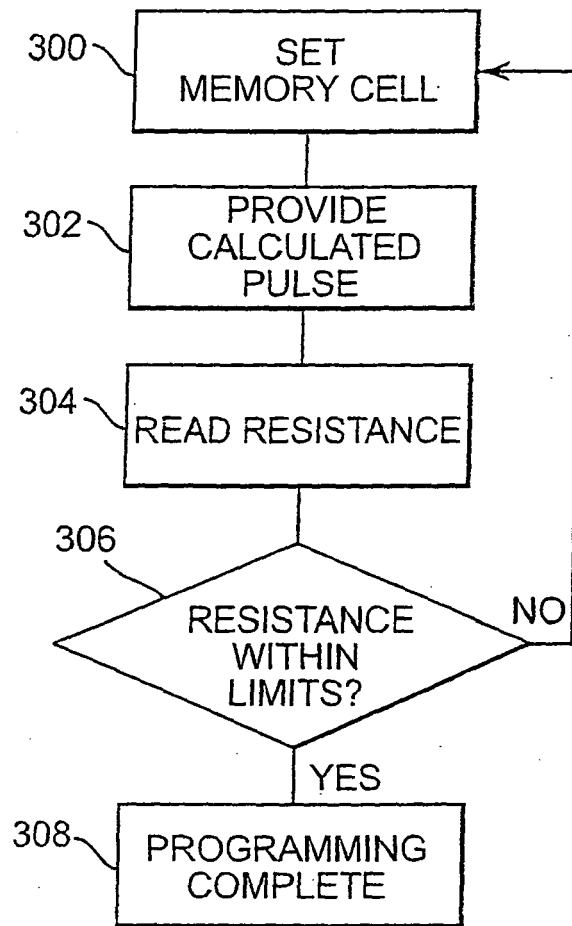 300
SET
MEMORY CELL
302
PROVIDE
CALCULATED
PULSE
304
READ RESISTANCE
306
RESISTANCE
WITHIN
LIMITS?
NO
YES
308
PROGRAMMING
COMPLETE